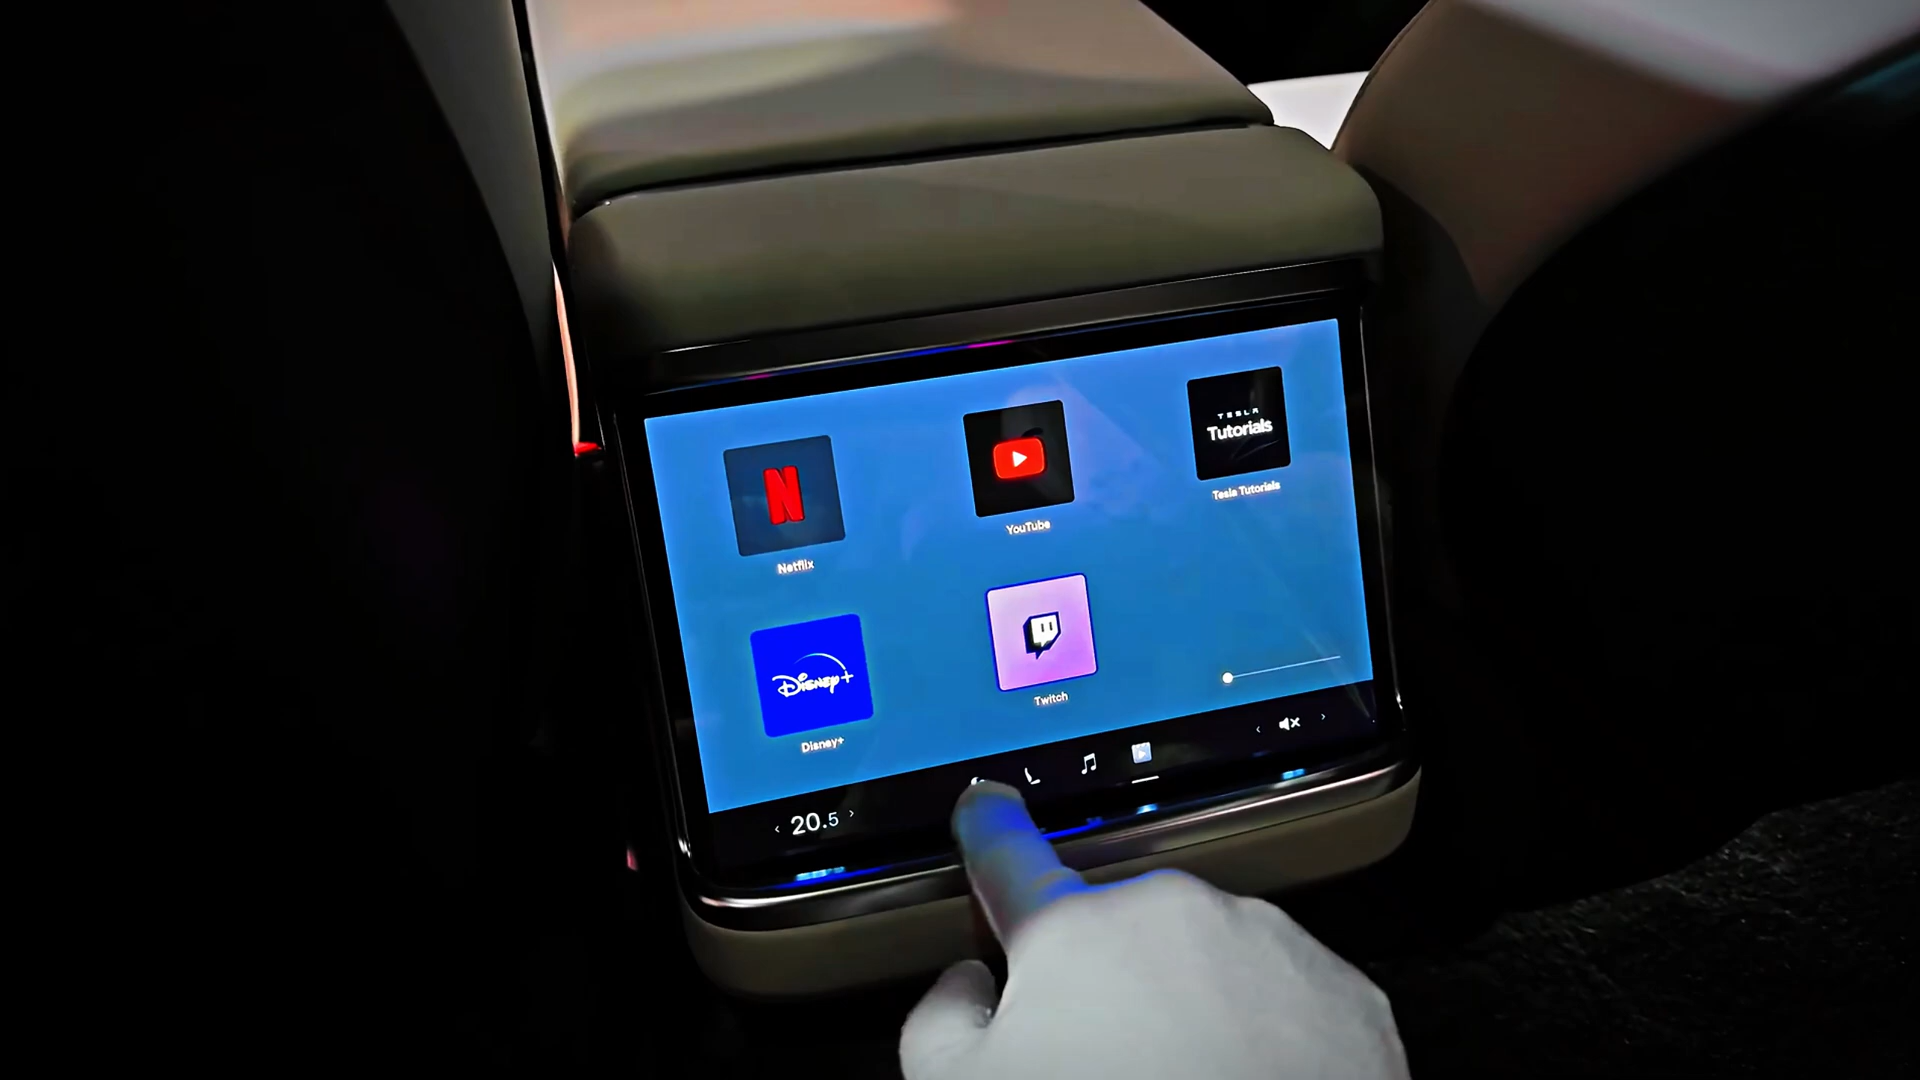 N
Netflix
YouTube
TESLA
Tutorials
Tesla Tutorials
Disney+
Disney+
Twitch
20.5